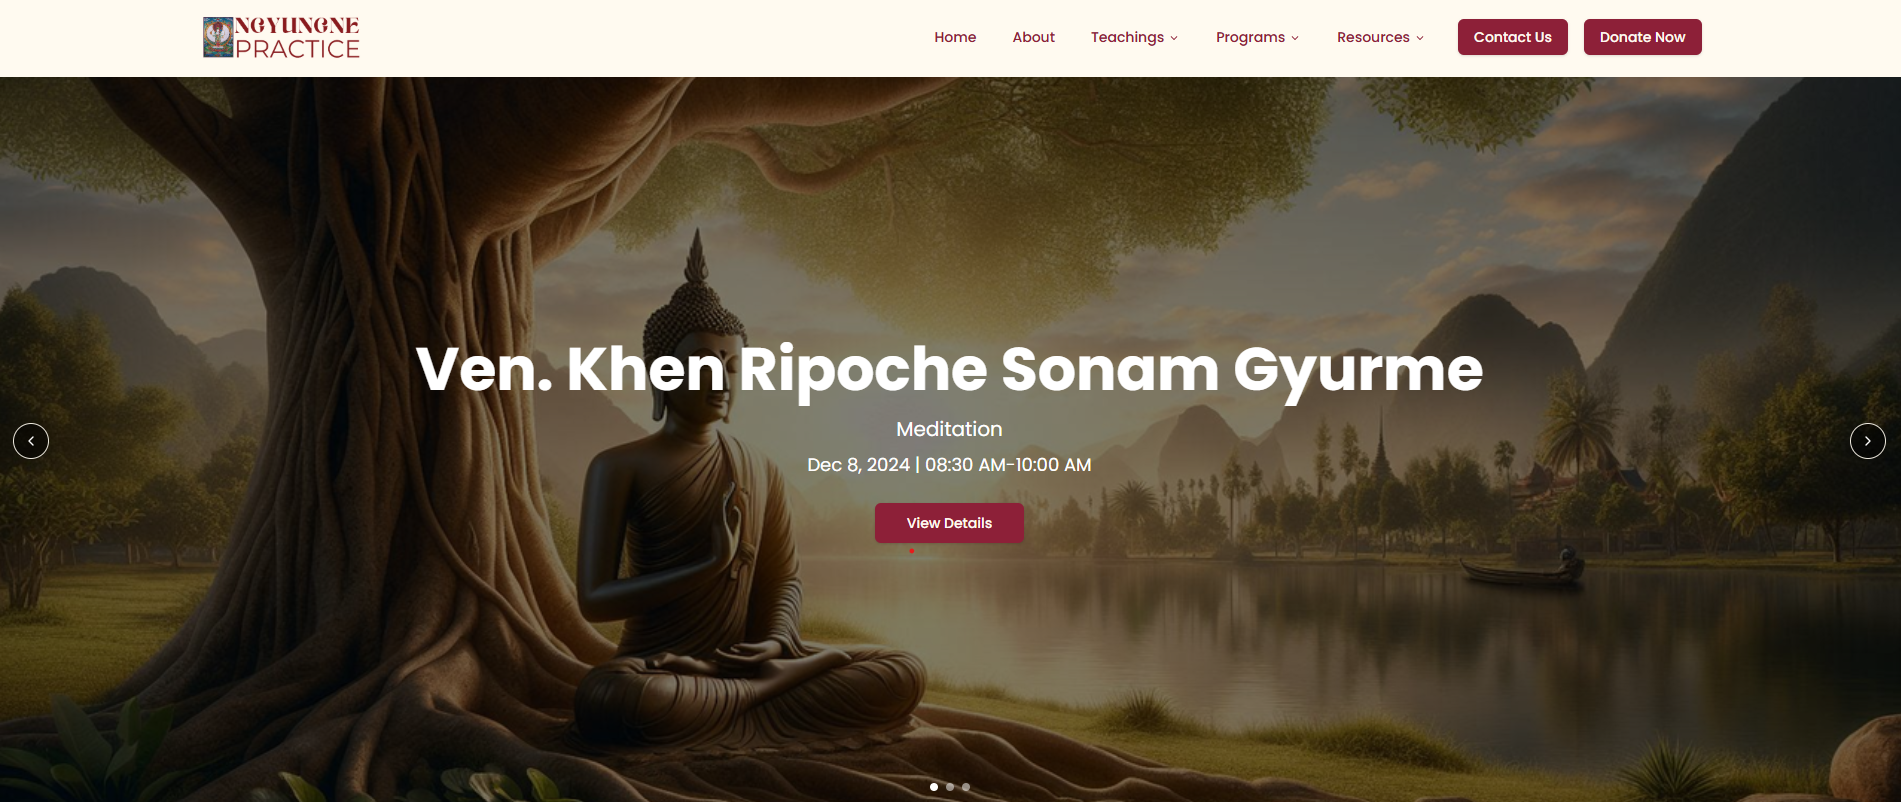 NGYUNGNE
PRACTICE
Home About Teachings Programs Resources Contact Us Donate Now
Ven. Khen Ripoche Sonam Gyurme
Meditation
Dec 8, 2024 | 08:30 AM-10:00 AM
View Details